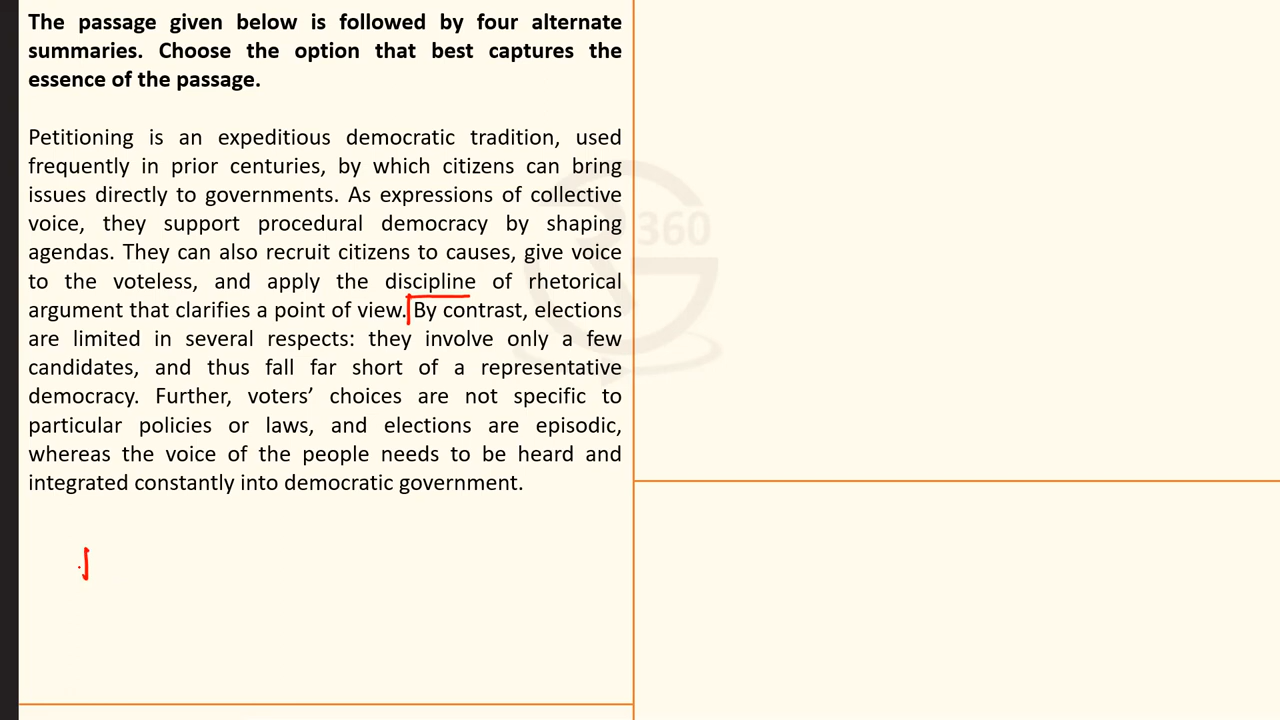 The passage given below is followed by four alternate
summaries. Choose the option that best captures the
essence of the passage.
Petitioning is an expeditious democratic tradition, used
frequently in prior centuries, by which citizens can bring
issues directly to governments. As expressions of collective
voice, they support procedural democracy by shaping
agendas. They can also recruit citizens to causes, give voice
to the voteless, and apply the discipline of rhetorical
argument that clarifies a point of view. By contrast, elections
are limited in several respects: they involve only a few
candidates, and thus fall far short of a representative
democracy. Further, voters’ choices are not specific to
particular policies or laws, and elections are episodic,
whereas the voice of the people needs to be heard and
integrated constantly into democratic government.
360